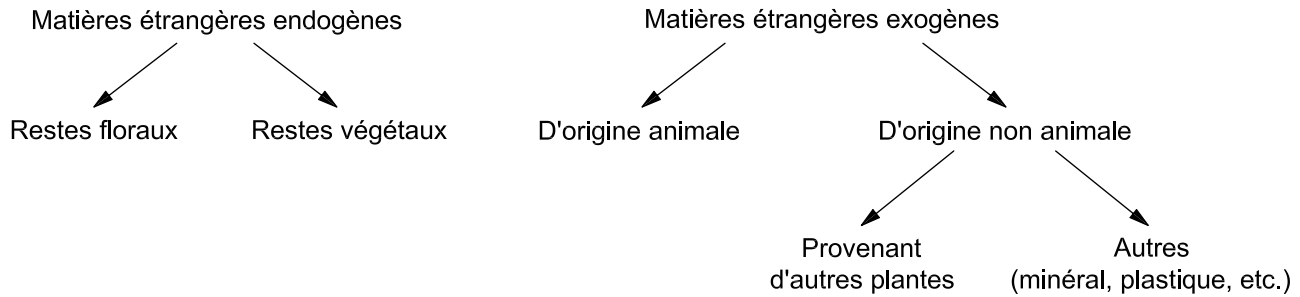 Matières étrangères endogènes
Matières étrangères exogènes
Restes floraux
Restes végétaux
D'origine animale
D'origine non animale
Provenant
d'autres plantes
Autres
(minéral, plastique, etc.)